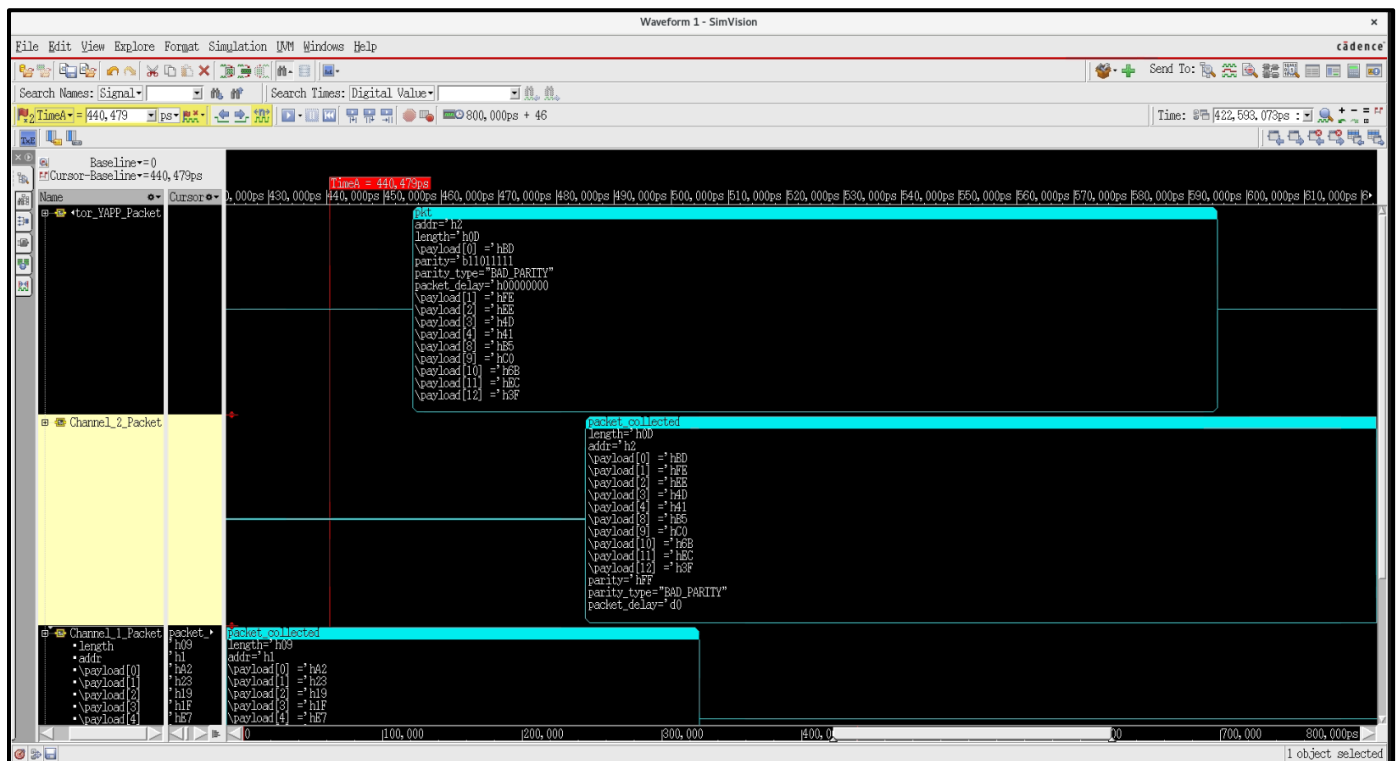 Waveform 1 - SimVision
File Edit View Explore Format Simulation UVM Windows Help
cādence
Send To:
Search Names: Signal
Search Times: Digital Value
TimeA = 440,479 ps
800,000ps + 46
Time: 422,593.073ps :
Baseline=0
Cursor-Baseline=440,479ps
TimeA = 440,479ps
Name Cursor
0,000ps 430,000ps 440,000ps 450,000ps 460,000ps 470,000ps 480,000ps 490,000ps 500,000ps 510,000ps 520,000ps 530,000ps 540,000ps 550,000ps 560,000ps 570,000ps 580,000ps 590,000ps 600,000ps 610,000ps 6
tor_YAPP_Packet
pkt
addr='h2
length='h0D
\payload[0] ='hBD
parity='b11011111
parity_type="BAD_PARITY"
packet_delay='h00000000
\payload[1] ='hFE
\payload[2] ='hEE
\payload[3] ='h4D
\payload[4] ='h41
\payload[8] ='hB5
\payload[9] ='hC0
\payload[10] ='h6B
\payload[11] ='hEC
\payload[12] ='h3F
Channel_2_Packet
packet_collected
length='h0D
addr='h2
\payload[0] ='hBD
\payload[1] ='hFE
\payload[2] ='hEE
\payload[3] ='h4D
\payload[4] ='h41
\payload[8] ='hB5
\payload[9] ='hC0
\payload[10] ='h6B
\payload[11] ='hEC
\payload[12] ='h3F
parity='hFF
parity_type="BAD_PARITY"
packet_delay='d0
Channel_1_Packet packet_
length 'h09
addr 'h1
\payload[0] 'hA2
\payload[1] 'h23
\payload[2] 'h19
\payload[3] 'h1F
\payload[4] 'hE7
packet_collected
length='h09
addr='h1
\payload[0] ='hA2
\payload[1] ='h23
\payload[2] ='h19
\payload[3] ='h1F
\payload[4] ='hE7
0 100,000 200,000 300,000 400,0 00 700,000 800,000ps
1 object selected